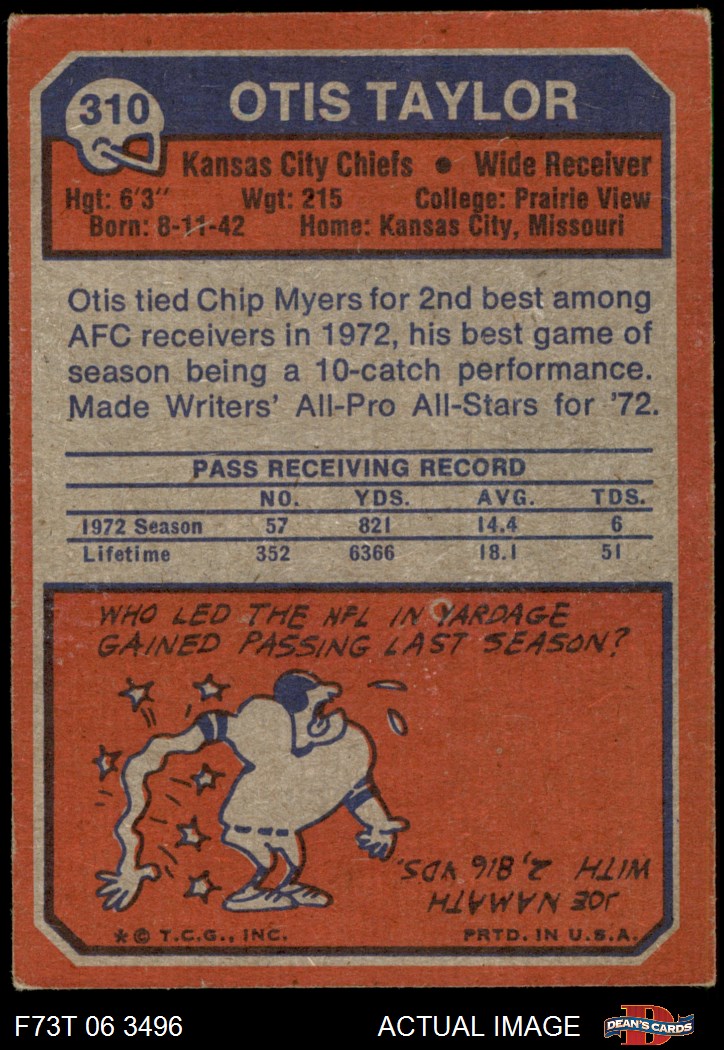 310
OTIS TAYLOR
Kansas City Chiefs • Wide Receiver
Hgt: 6'3" Wgt: 215 College: Prairie View
Born: 8-11-42 Home: Kansas City, Missouri
Otis tied Chip Myers for 2nd best among
AFC receivers in 1972, his best game of
season being a 10-catch performance.
Made Writers' All-Pro All-Stars for '72.
PASS RECEIVING RECORD
NO. YDS. AVG. TDS.
1972 Season 57 821 14.4 6
Lifetime 352 6366 18.1 51
WHO LED THE NFL IN YARDAGE
GAINED PASSING LAST SEASON?
JOE NAMATH
WITH 2,816 YDS.
* © T.C.G., INC. PRTD. IN U.S.A.
F73T 06 3496 ACTUAL IMAGE
D
DEAN'S CARDS